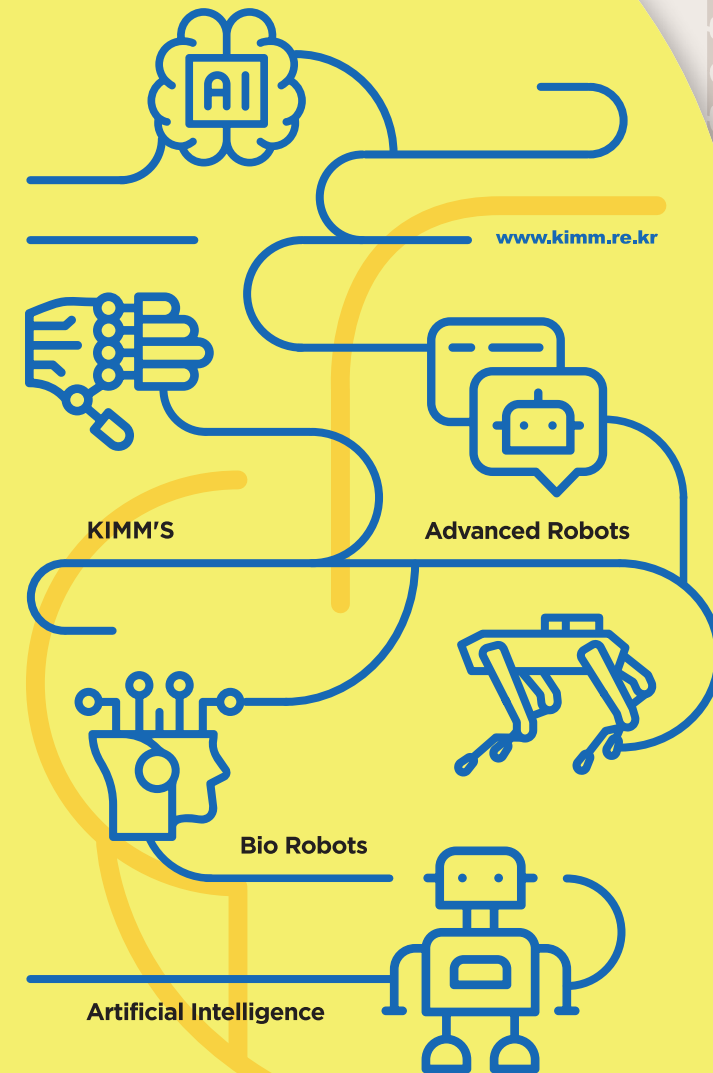 AI
www.kimm.re.kr
KIMM'S
Advanced Robots
Bio Robots
Artificial Intelligence